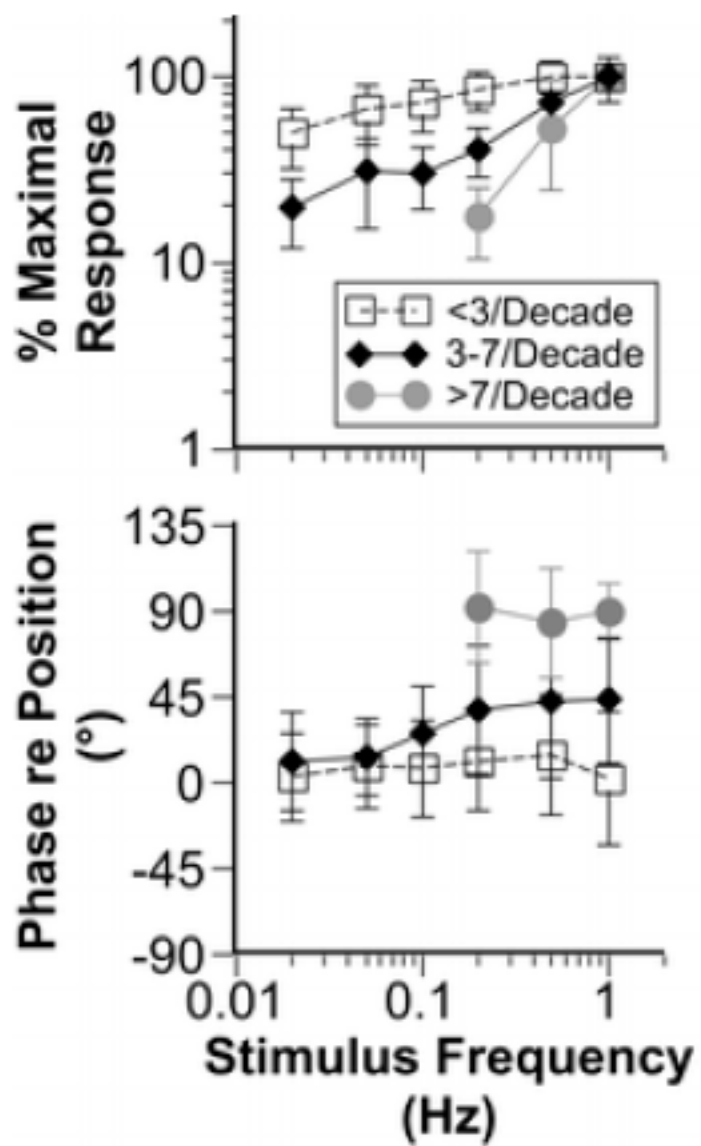 % Maximal
Response
100
10
1
<3/Decade
3-7/Decade
>7/Decade
Phase re Position
(°)
135
90
45
0
-45
-90
0.01
0.1
1
Stimulus Frequency
(Hz)